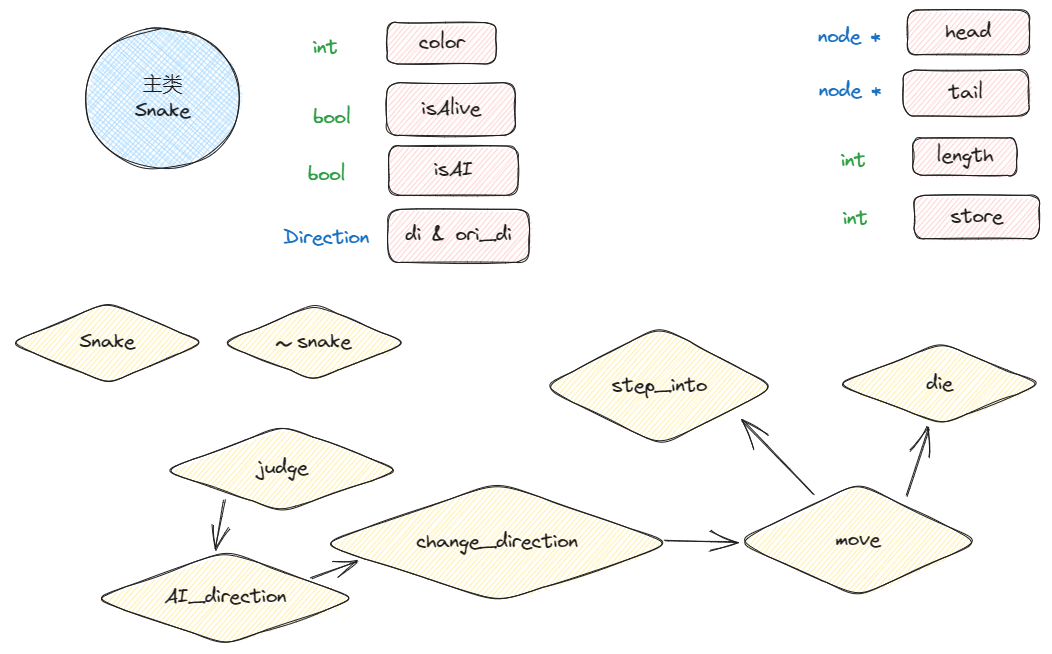 主类
Snake
int
color
bool
isAlive
bool
isAI
Direction
di & ori_di
node *
head
node *
tail
int
length
int
store
Snake
~snake
step_into
die
judge
change_direction
move
AI_direction